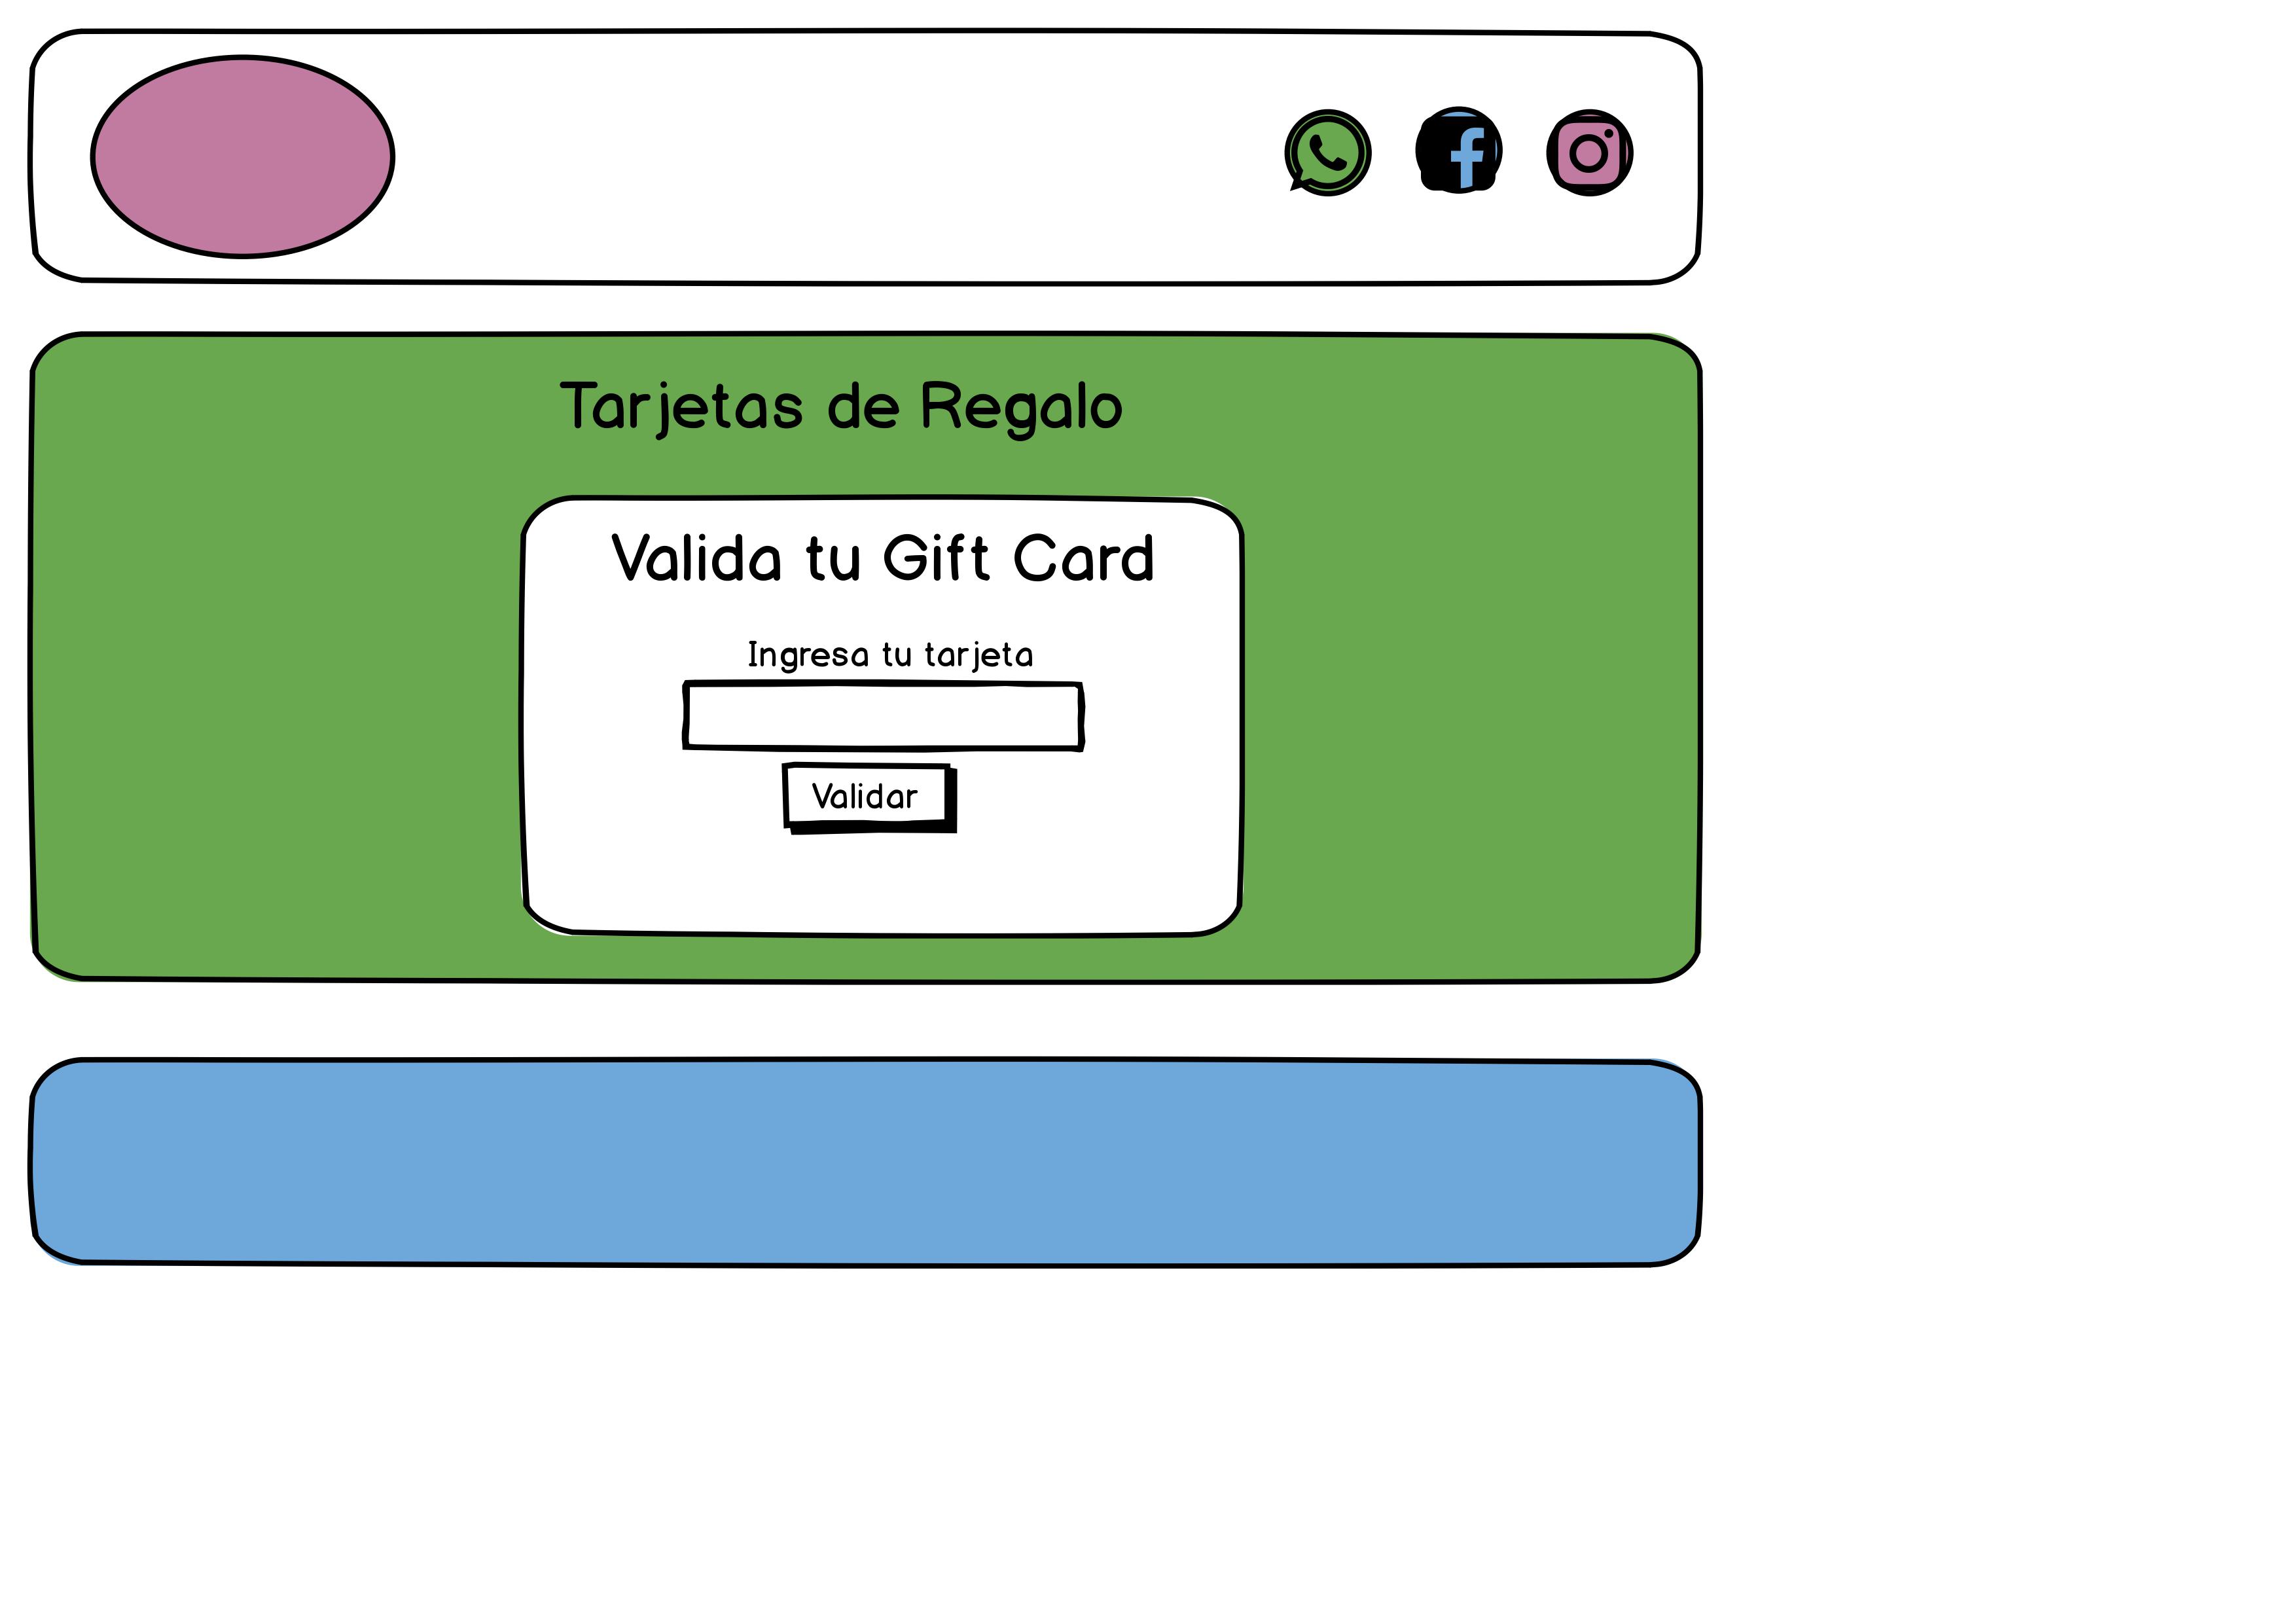 Tarjetas de Regalo
Valida tu Gift Card
Ingresa tu tarjeta
Validar